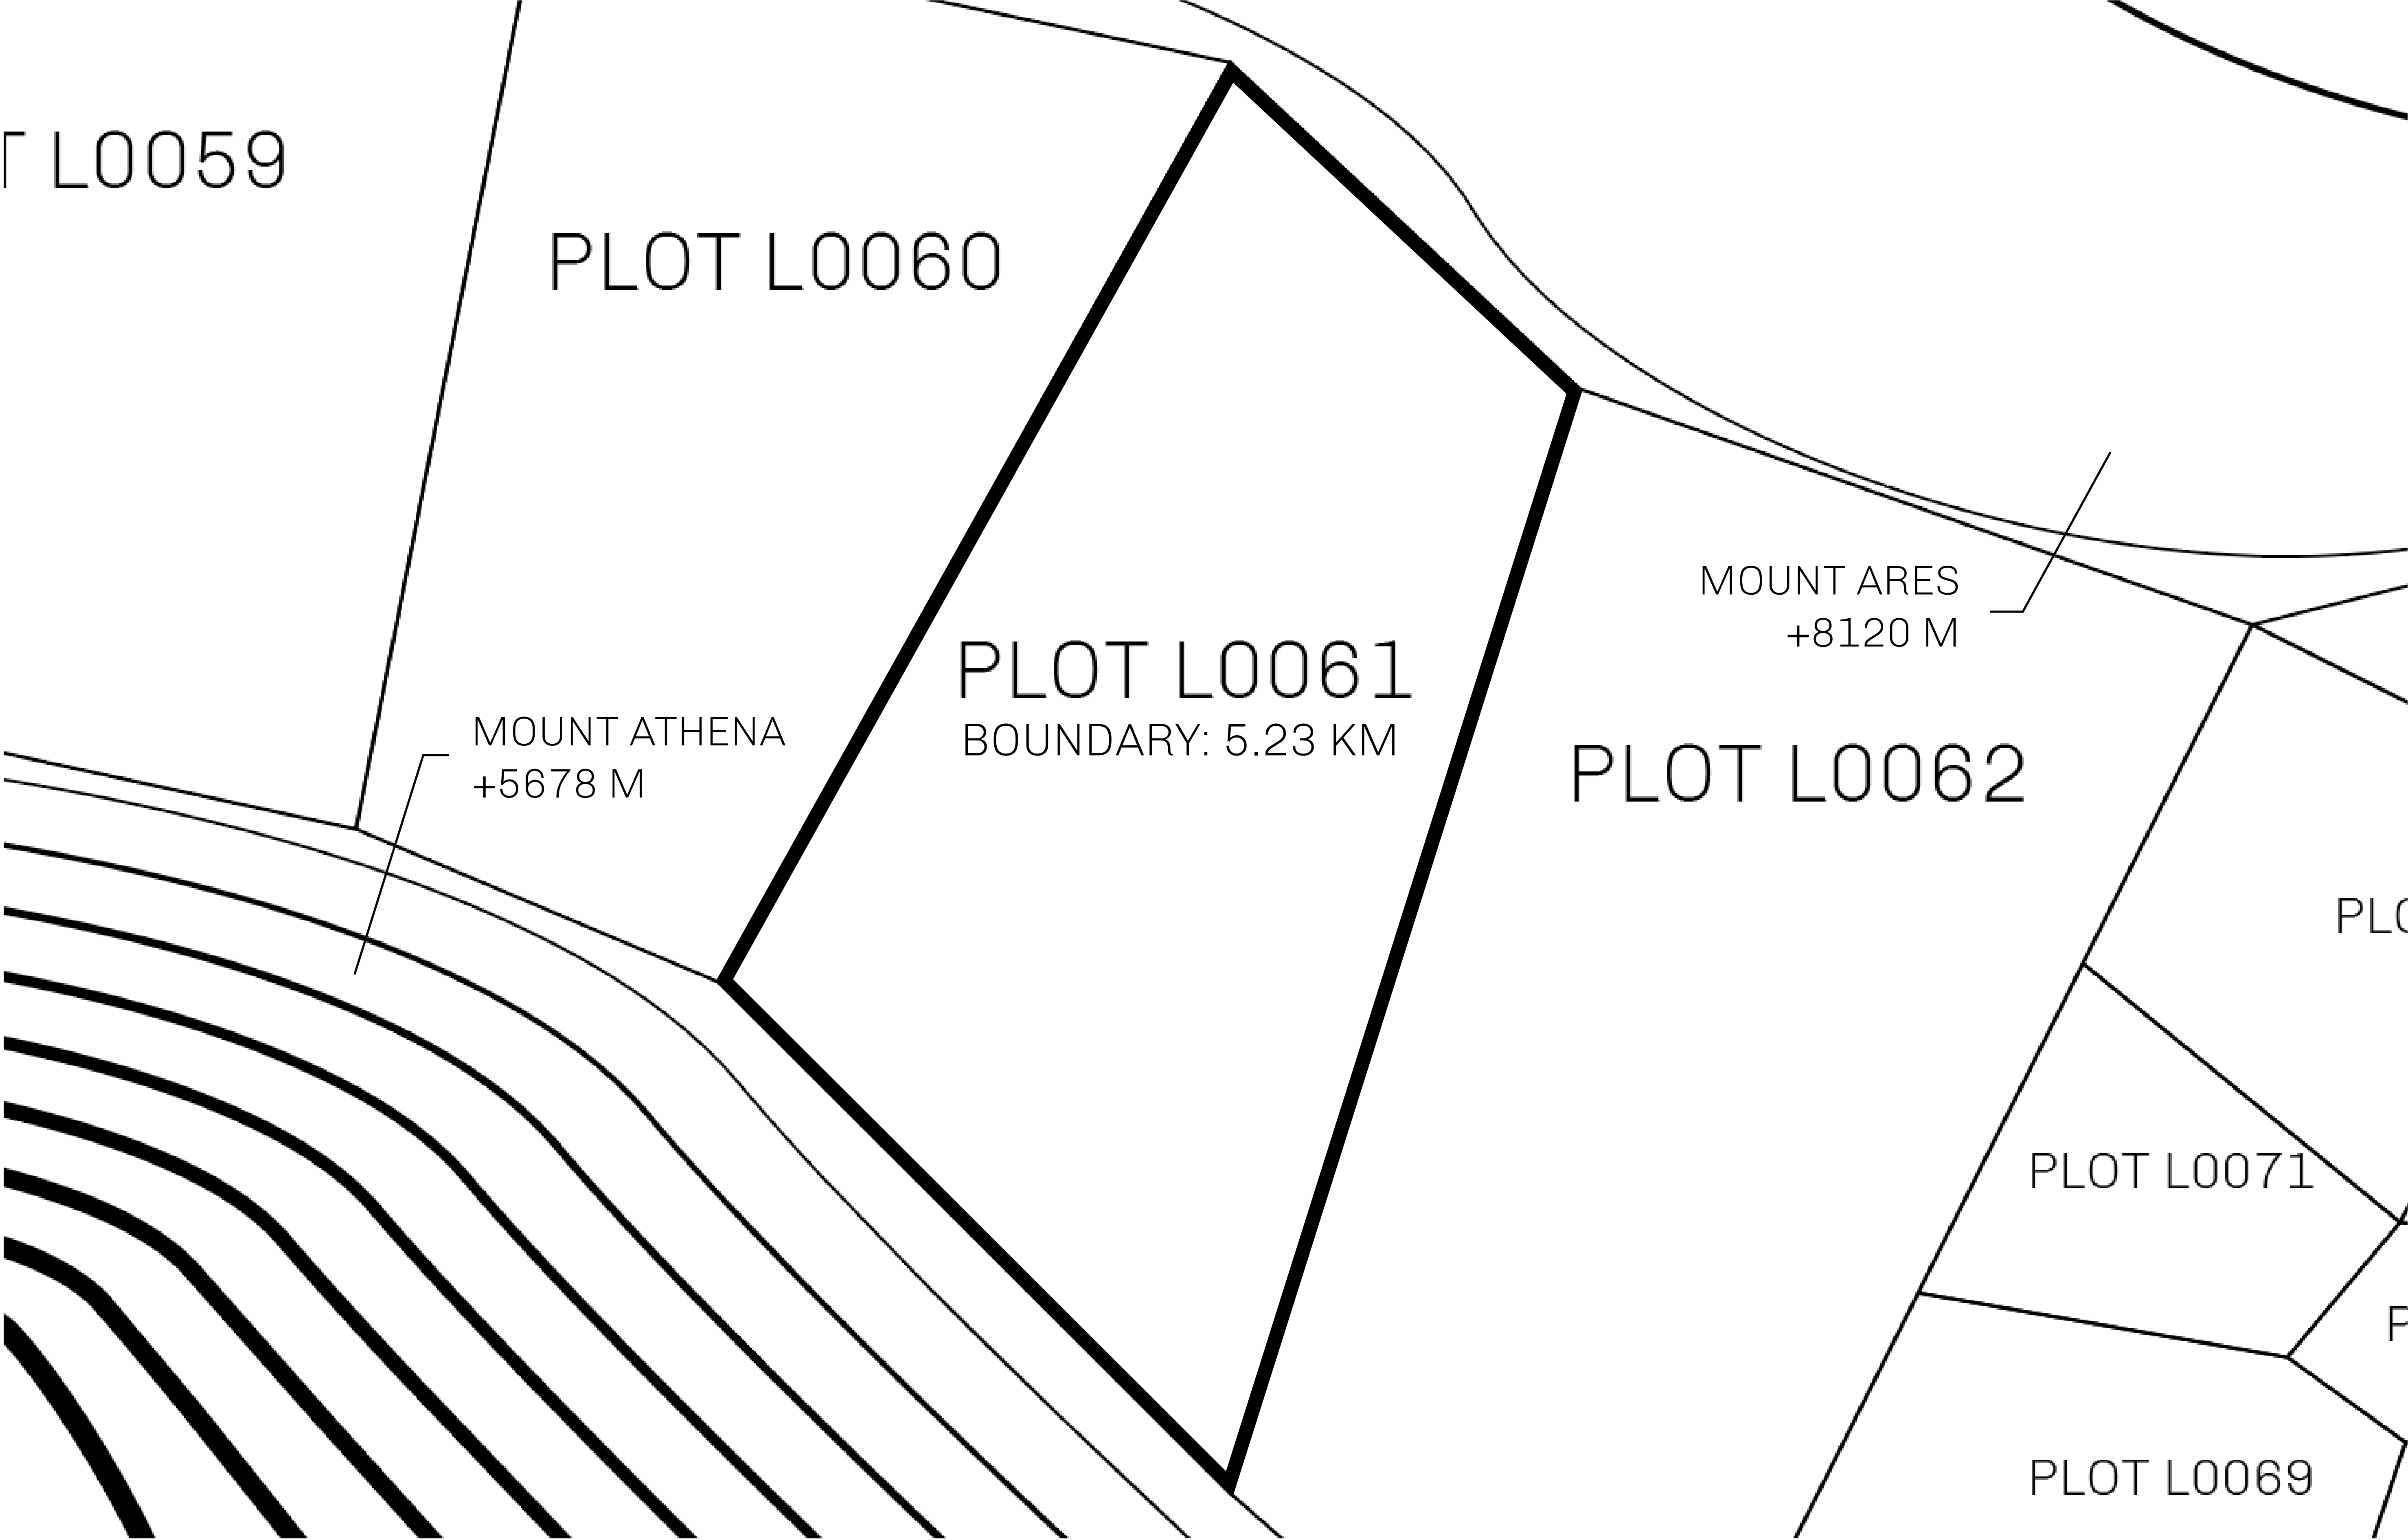 L0059
PLOT L0060
MOUNT ARES
+8120 M
PLOT L0061
BOUNDARY: 5.23 KM
MOUNT ATHENA
+5678 M
PLOT L0062
PLOT L0071
PLOT L0069